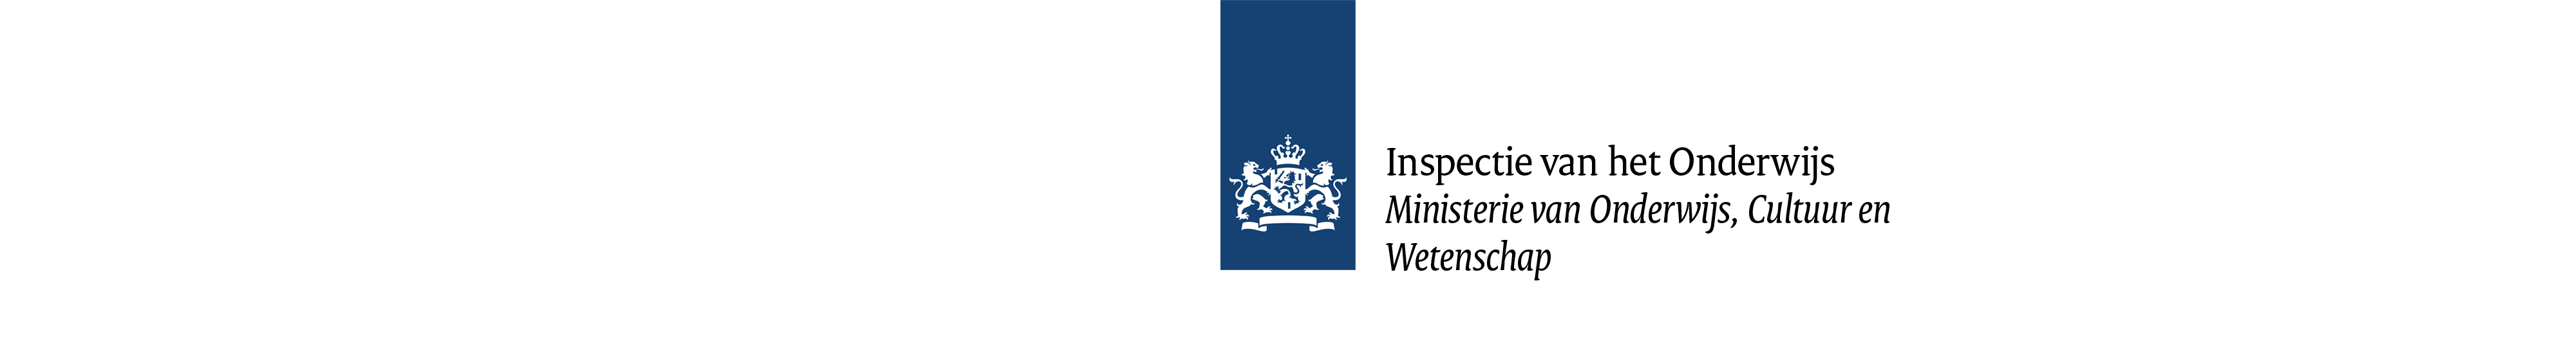 Inspectie van het Onderwijs
Ministerie van Onderwijs, Cultuur en
Wetenschap